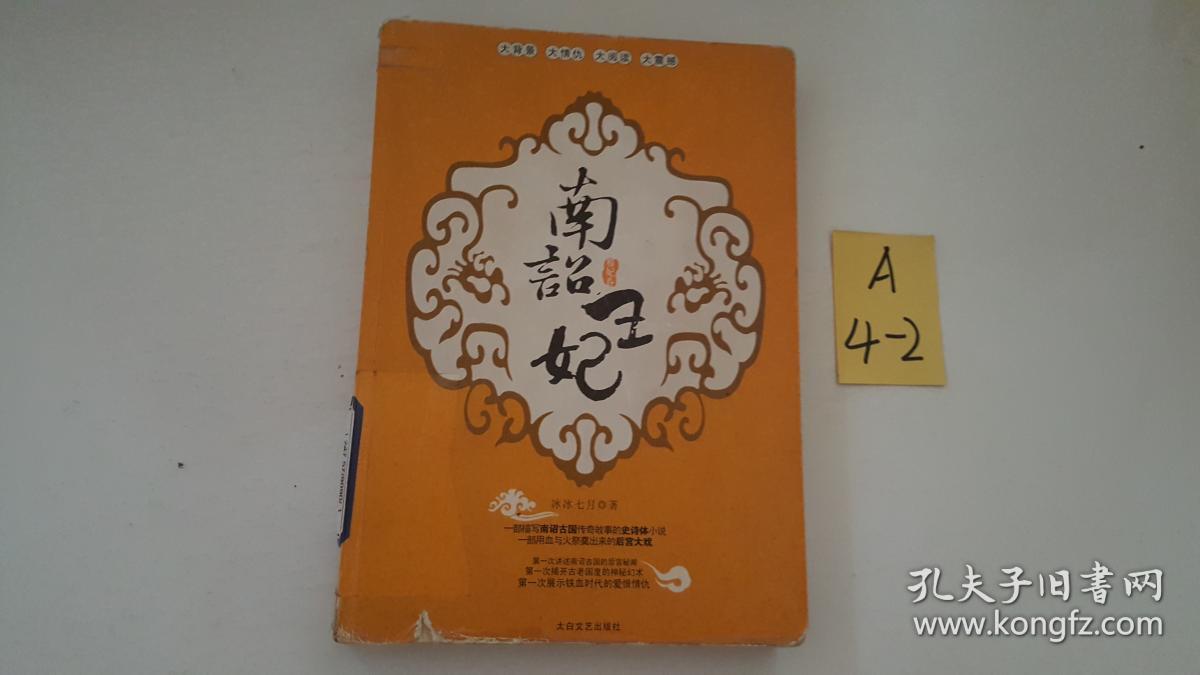 大背景 大情仇 大阅读 大震撼
南
詔
王
妃
冰冰七月◎著
一部描写南诏古国传奇故事的史诗体小说
一部用血与火祭奠出来的后宫大戏
第一次讲述南诏古国的后宫秘闻
第一次揭开古老国度的神秘幻术
第一次展示铁血时代的爱恨情仇
太白文艺出版社
A
4-2
孔夫子旧书网
www.kongfz.com